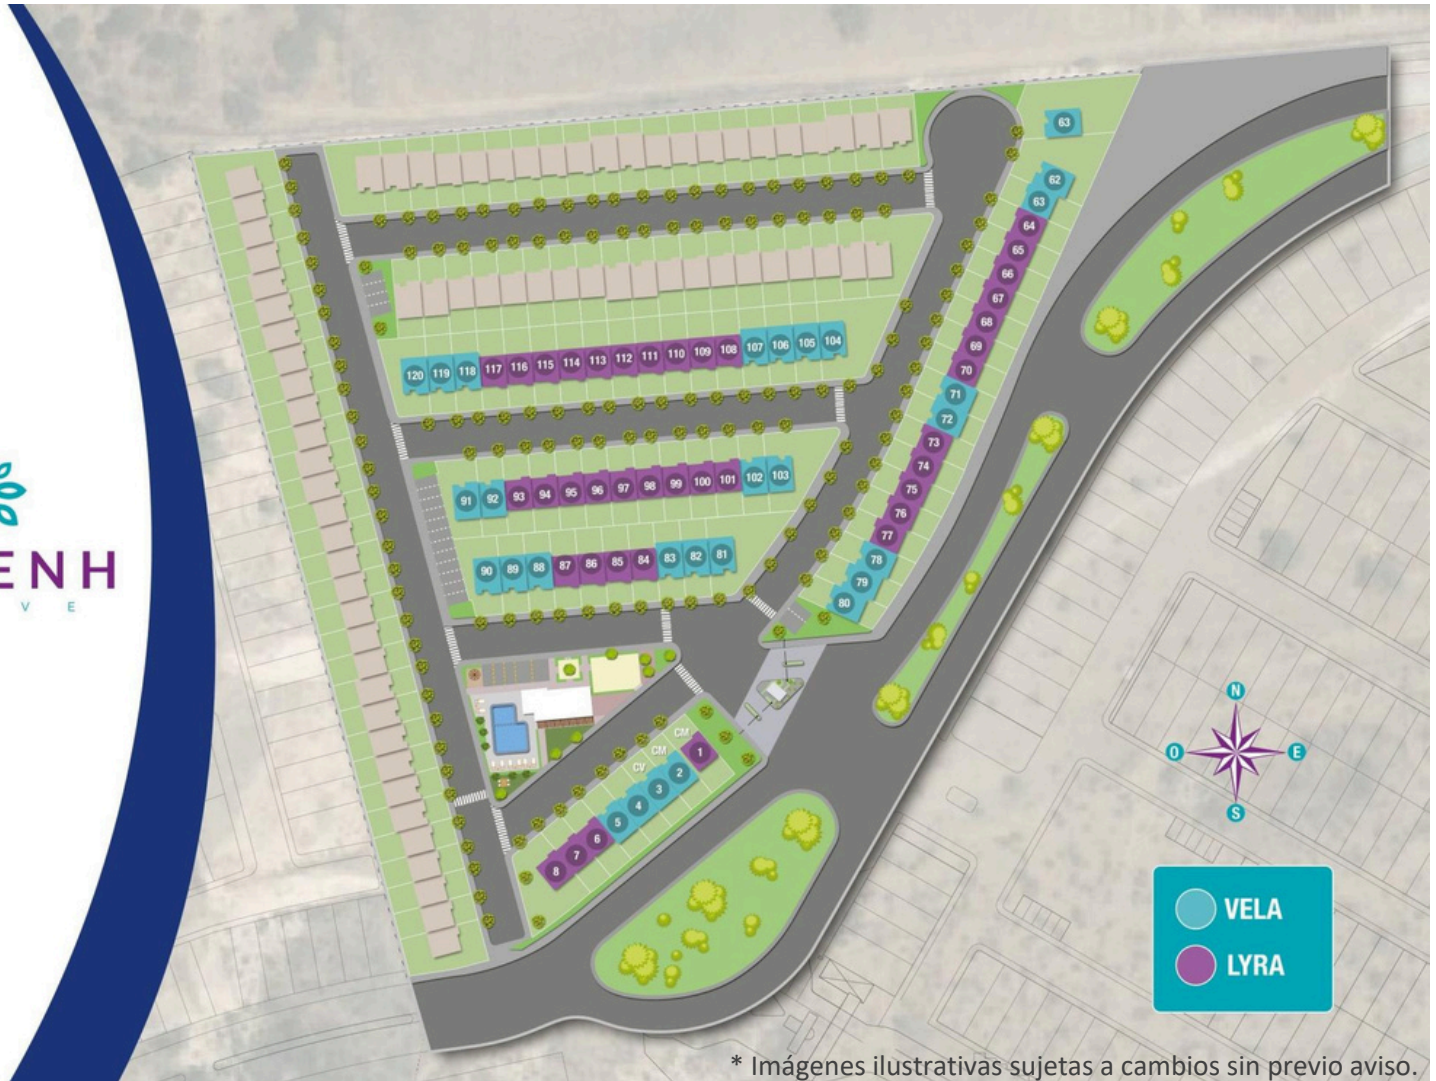 ENH
V E
63
62
63
64
65
66
67
68
69
70
71
72
73
74
75
76
77
78
79
80
120 119 118 117 116 115 114 113 112 111 110 109 108 107 106 105 104
91 92 93 94 95 96 97 98 99 100 101 102 103
90 89 88 87 86 85 84 83 82 81
CM
CM
CV
1
2
3
4
5
6
7
8
N
O E
S
VELA
LYRA
* Imágenes ilustrativas sujetas a cambios sin previo aviso.